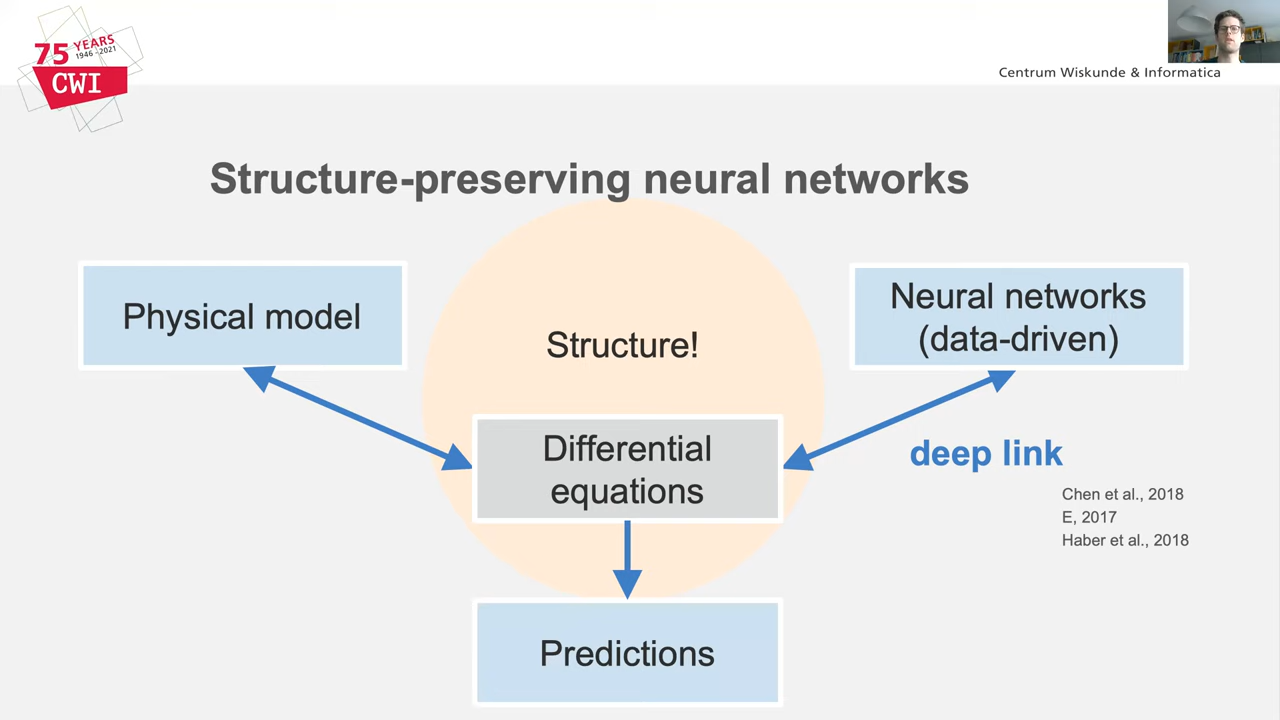 75 YEARS
1946 - 2021
CWI
Centrum Wiskunde & Informatica
Structure-preserving neural networks
Physical model
Structure!
Neural networks
(data-driven)
Differential
equations
deep link
Chen et al., 2018
E, 2017
Haber et al., 2018
Predictions